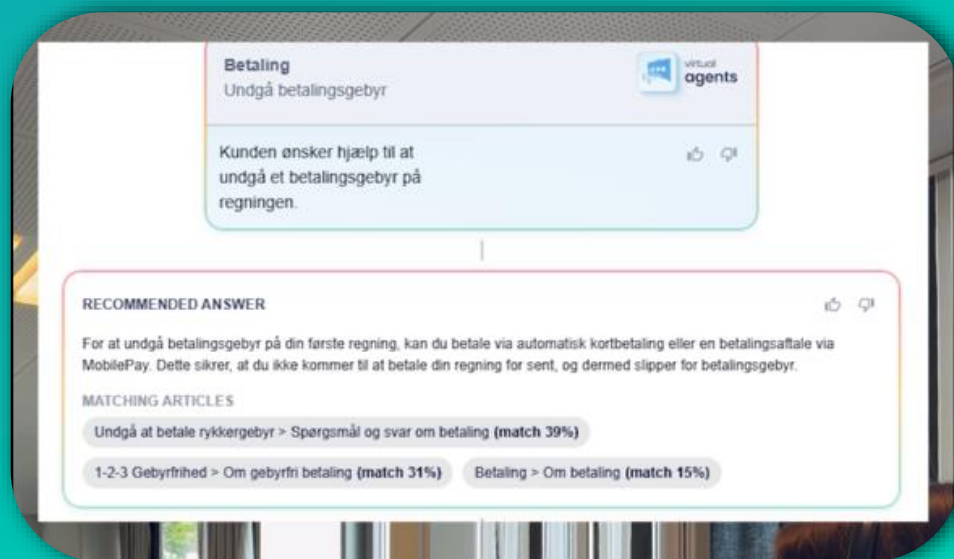 Betaling
Undgå betalingsgebyr
virtual
agents
Kunden ønsker hjælp til at
undgå et betalingsgebyr på
regningen.
RECOMMENDED ANSWER
For at undgå betalingsgebyr på din første regning, kan du betale via automatisk kortbetaling eller en betalingsaftale via
MobilePay. Dette sikrer, at du ikke kommer til at betale din regning for sent, og dermed slipper for betalingsgebyr.
MATCHING ARTICLES
Undgå at betale rykkergebyr > Spørgsmål og svar om betaling (match 39%)
1-2-3 Gebyrfrihed > Om gebyrfri betaling (match 31%) Betaling > Om betaling (match 15%)